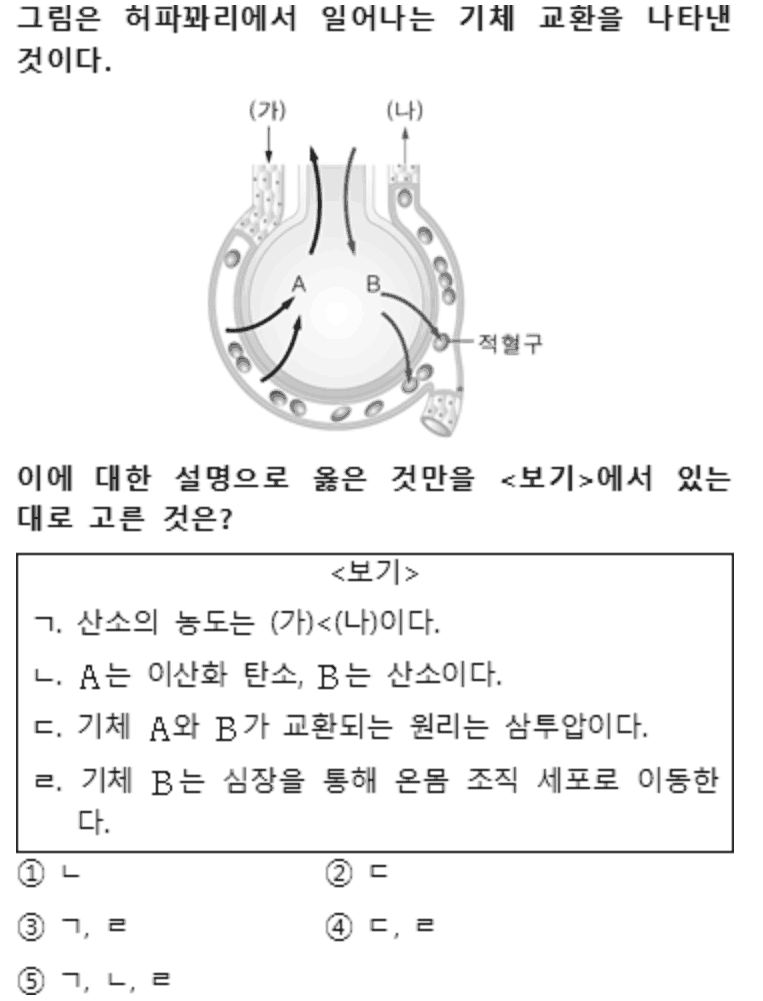 그림은 허파꽈리에서 일어나는 기체 교환을 나타낸
것이다.
(가) (나)
A B
적혈구
이에 대한 설명으로 옳은 것만을 <보기>에서 있는
대로 고른 것은?
<보기>
ㄱ. 산소의 농도는 (가)<(나)이다.
ㄴ. A는 이산화 탄소, B는 산소이다.
ㄷ. 기체 A와 B가 교환되는 원리는 삼투압이다.
ㄹ. 기체 B는 심장을 통해 온몸 조직 세포로 이동한
다.
① ㄴ ② ㄷ
③ ㄱ, ㄹ ④ ㄷ, ㄹ
⑤ ㄱ, ㄴ, ㄹ